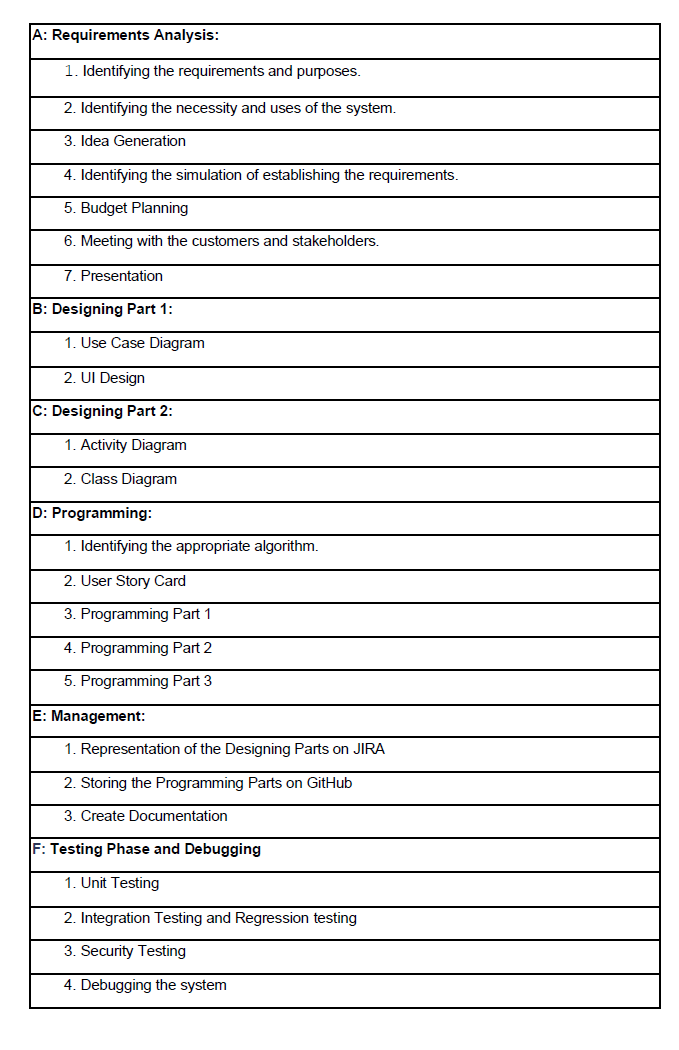 A: Requirements Analysis:
1. Identifying the requirements and purposes.
2. Identifying the necessity and uses of the system.
3. Idea Generation
4. Identifying the simulation of establishing the requirements.
5. Budget Planning
6. Meeting with the customers and stakeholders.
7. Presentation
B: Designing Part 1:
1. Use Case Diagram
2. UI Design
C: Designing Part 2:
1. Activity Diagram
2. Class Diagram
D: Programming:
1. Identifying the appropriate algorithm.
2. User Story Card
3. Programming Part 1
4. Programming Part 2
5. Programming Part 3
E: Management:
1. Representation of the Designing Parts on JIRA
2. Storing the Programming Parts on GitHub
3. Create Documentation
F: Testing Phase and Debugging
1. Unit Testing
2. Integration Testing and Regression testing
3. Security Testing
4. Debugging the system